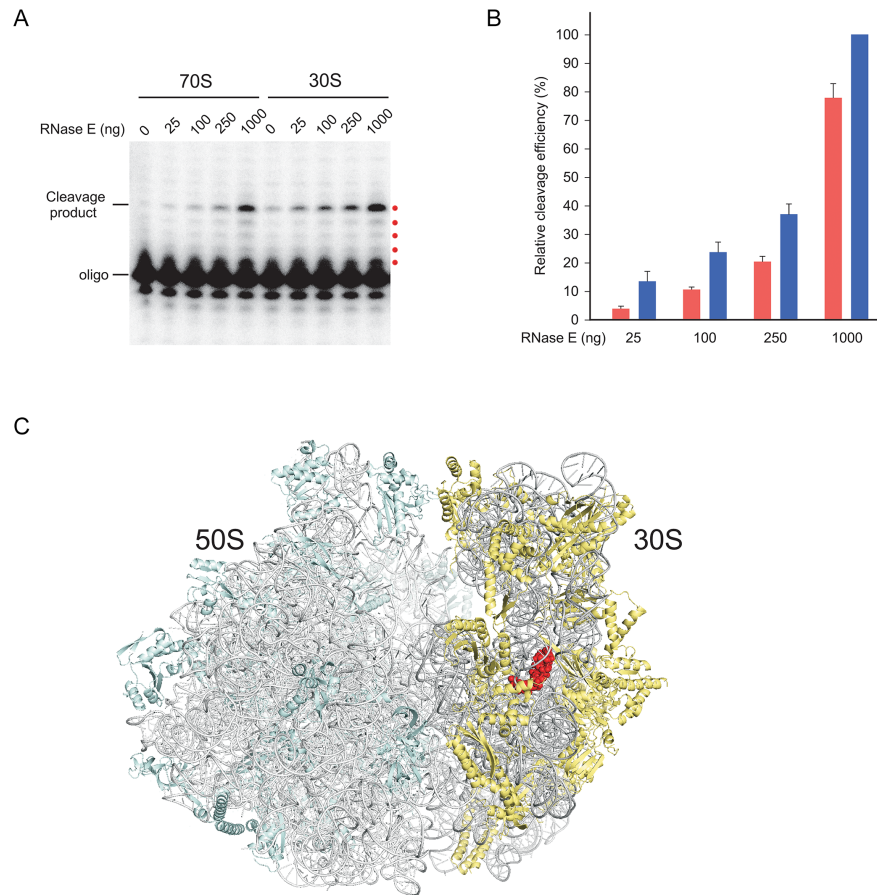 A
70S 30S
RNase E (ng) 0 25 100 250 1000 0 25 100 250 1000
Cleavage
product
oligo
B
Relative cleavage efficiency (%)
100
90
80
70
60
50
40
30
20
10
0
RNase E (ng) 25 100 250 1000
C
50S 30S